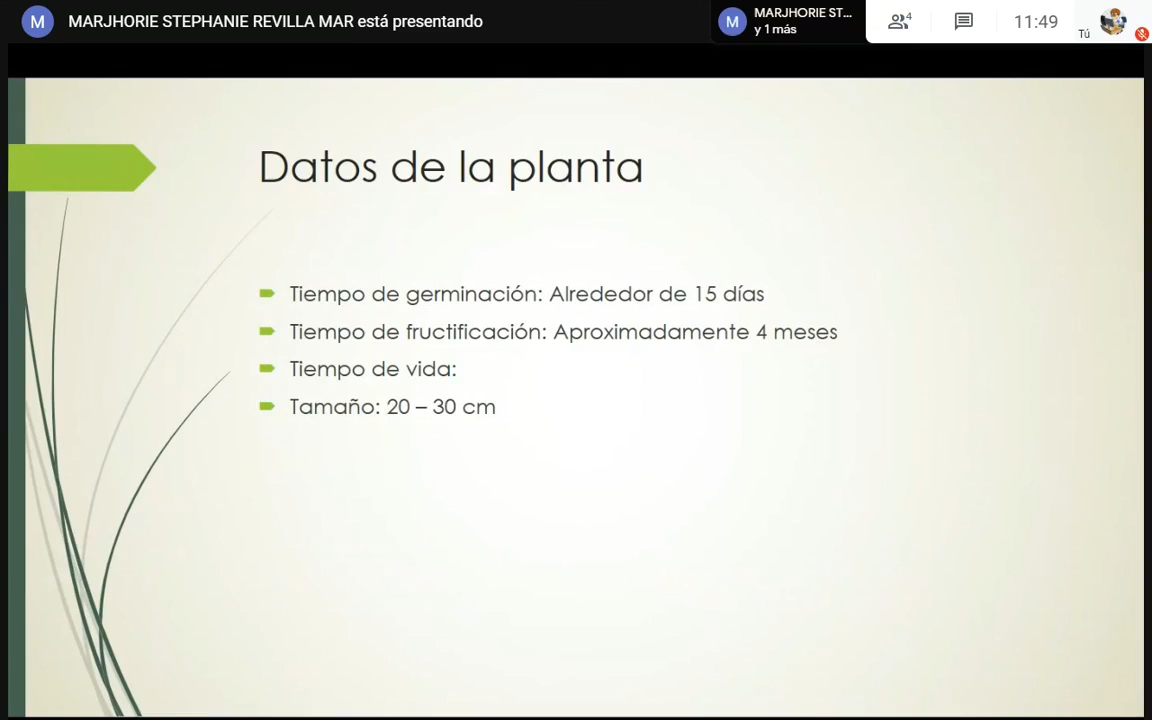 M MARJHORIE STEPHANIE REVILLA MAR está presentando
M MARJHORIE ST...
y 1 más
4
11:49
Tú
Datos de la planta
Tiempo de germinación: Alrededor de 15 días
Tiempo de fructificación: Aproximadamente 4 meses
Tiempo de vida:
Tamaño: 20 – 30 cm